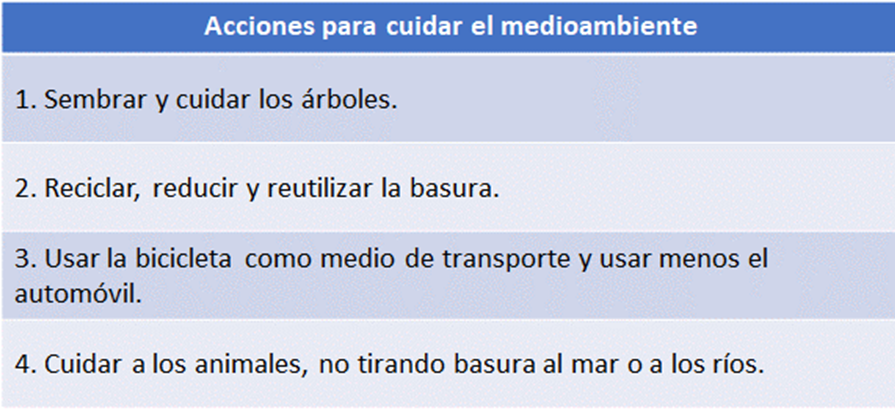 Acciones para cuidar el medioambiente
1. Sembrar y cuidar los árboles.
2. Reciclar, reducir y reutilizar la basura.
3. Usar la bicicleta como medio de transporte y usar menos el
automóvil.
4. Cuidar a los animales, no tirando basura al mar o a los ríos.